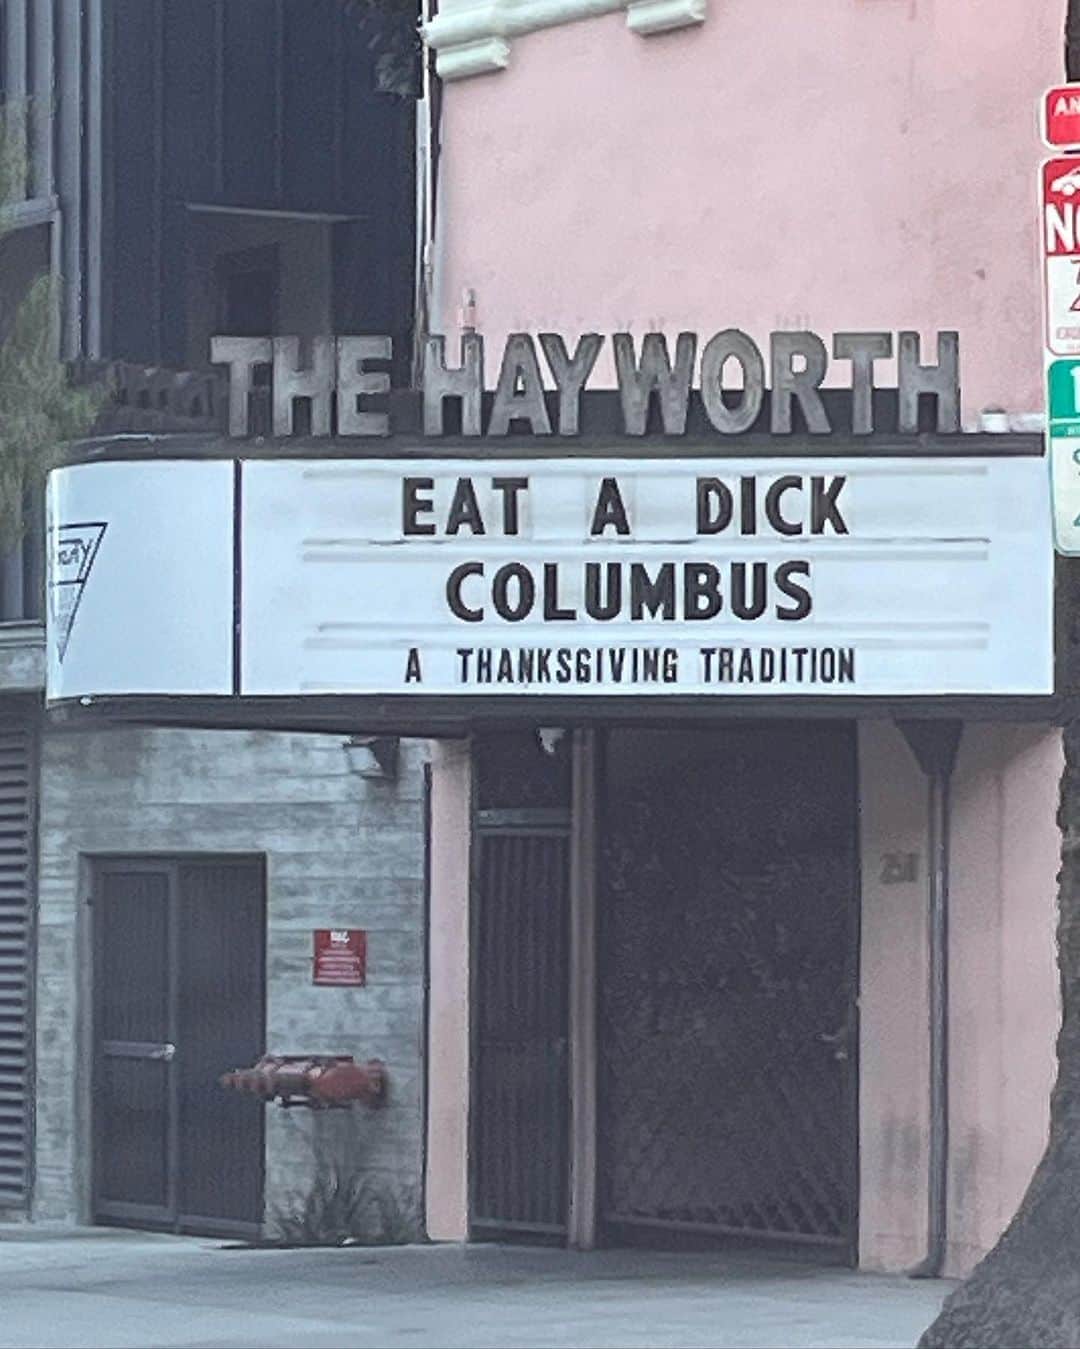 THE HAYWORTH
EAT A DICK
COLUMBUS
A THANKSGIVING TRADITION